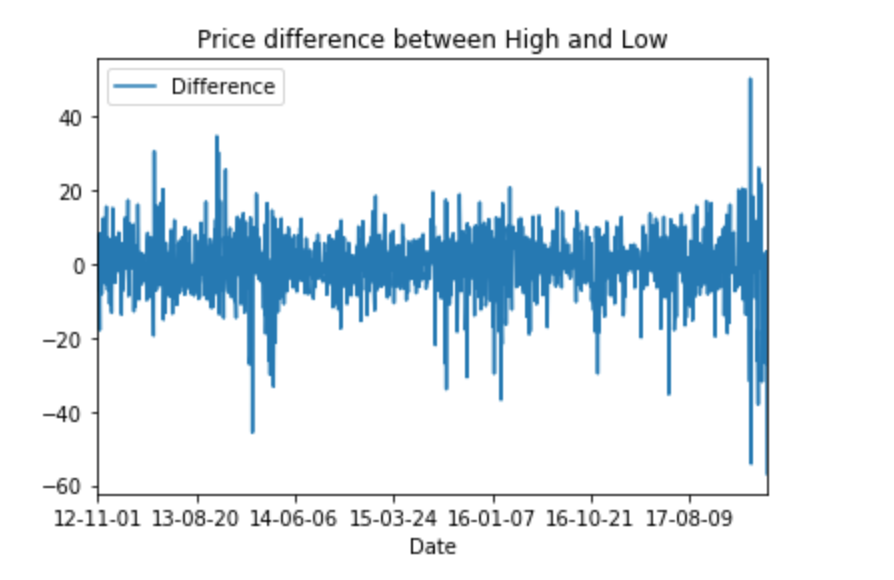 Price difference between High and Low
Difference
40
20
0
−20
−40
−60
12-11-01 13-08-20 14-06-06 15-03-24 16-01-07 16-10-21 17-08-09
Date